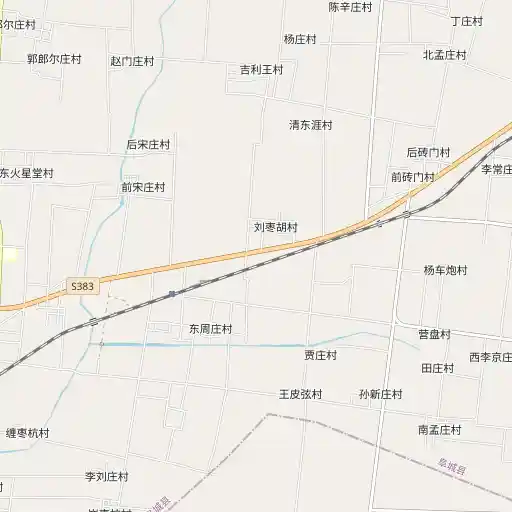 陈辛庄村
丁庄村
郭郎尔庄村
赵门庄村
杨庄村
北孟庄村
吉利王村
清东涯村
后宋庄村
后砖门村
东火星堂村
前宋庄村
前砖门村
李常庄
刘枣胡村
杨车炮村
S383
东周庄村
营盘村
贾庄村
西李京庄
田庄村
王皮弦村
孙新庄村
缠枣杭村
南孟庄村
阜城县
李刘庄村
村
阜城县